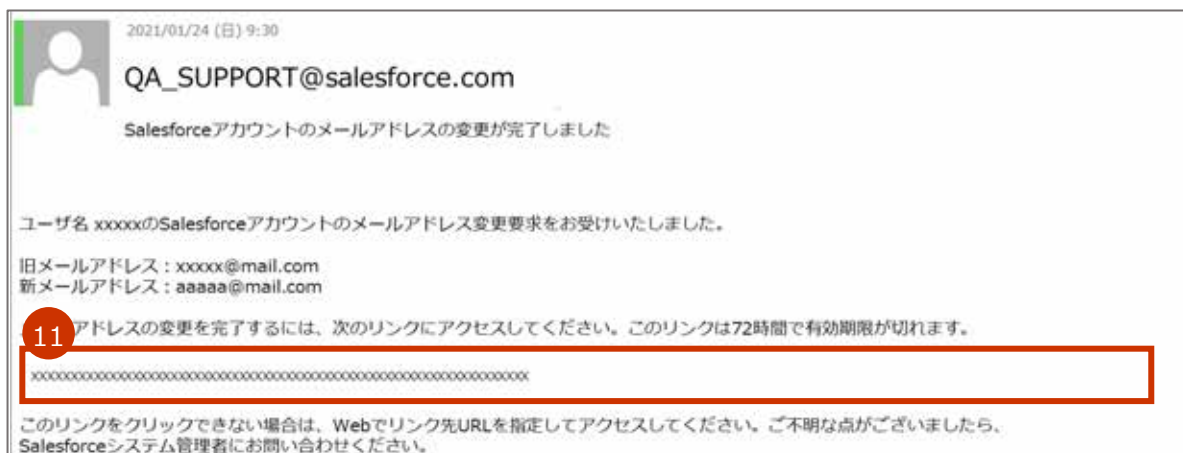 2021/01/24 (日) 9:30
QA_SUPPORT@salesforce.com
Salesforceアカウントのメールアドレスの変更が完了しました
ユーザ名 xxxxxのSalesforceアカウントのメールアドレス変更要求をお受けいたしました。
旧メールアドレス：xxxxx@mail.com
新メールアドレス：aaaaa@mail.com
11
アドレスの変更を完了するには、次のリンクにアクセスしてください。このリンクは72時間で有効期限が切れます。
このリンクをクリックできない場合は、Webでリンク先URLを指定してアクセスしてください。ご不明な点がございましたら、
Salesforceシステム管理者にお問い合わせください。